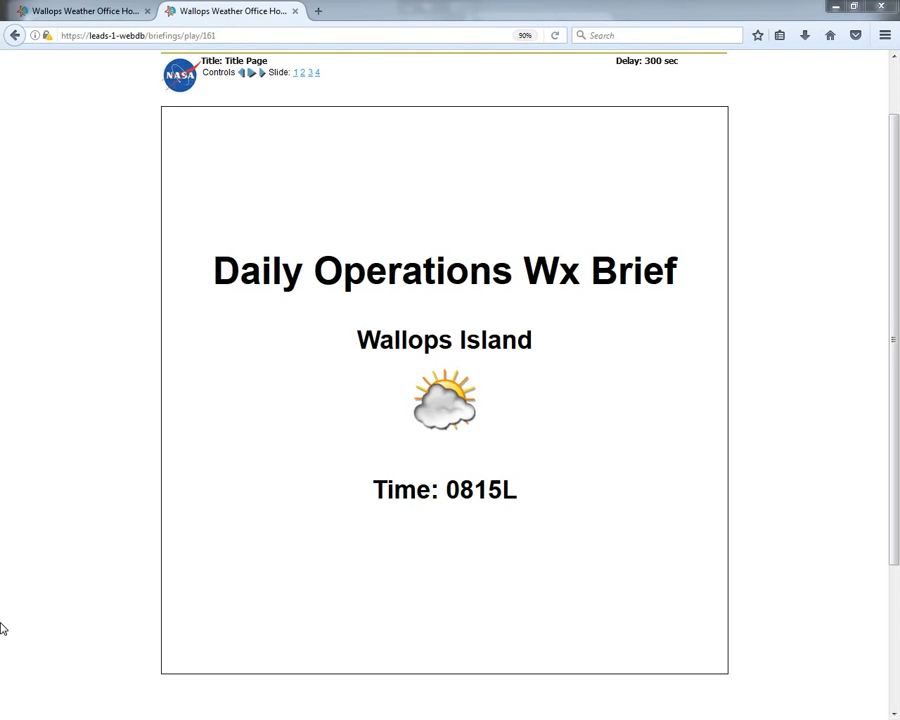 Wallops Weather Office Ho...
Wallops Weather Office Ho...
https://leads-1-webdb/briefings/play/161
90%
Search
NASA
Title: Title Page
Delay: 300 sec
Controls Slide: 1 2 3 4
Daily Operations Wx Brief
Wallops Island
Time: 0815L